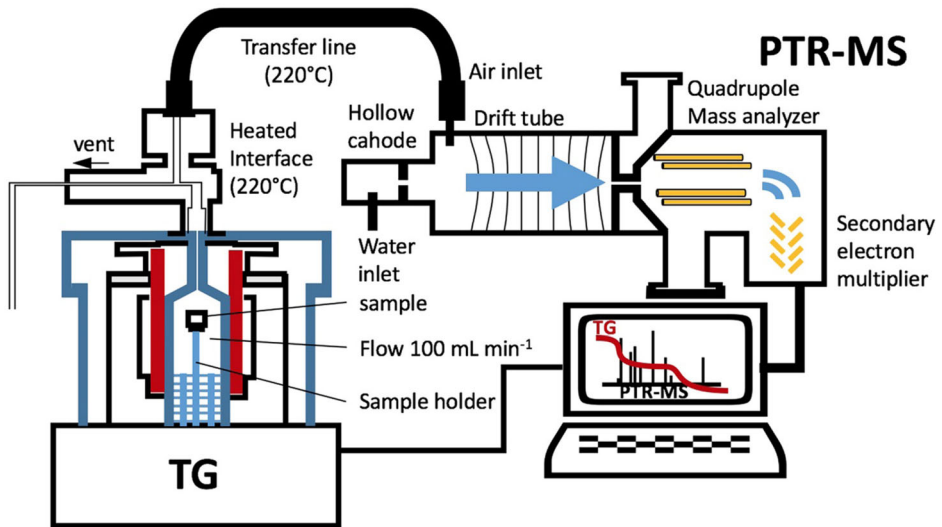 Transfer line
(220°C)
Air inlet
PTR-MS
Quadrupole
Mass analyzer
Hollow
cahode
Drift tube
vent
Heated
Interface
(220°C)
Water
inlet
Secondary
electron
multiplier
sample
Flow 100 mL min⁻¹
Sample holder
TG
PTR-MS
TG